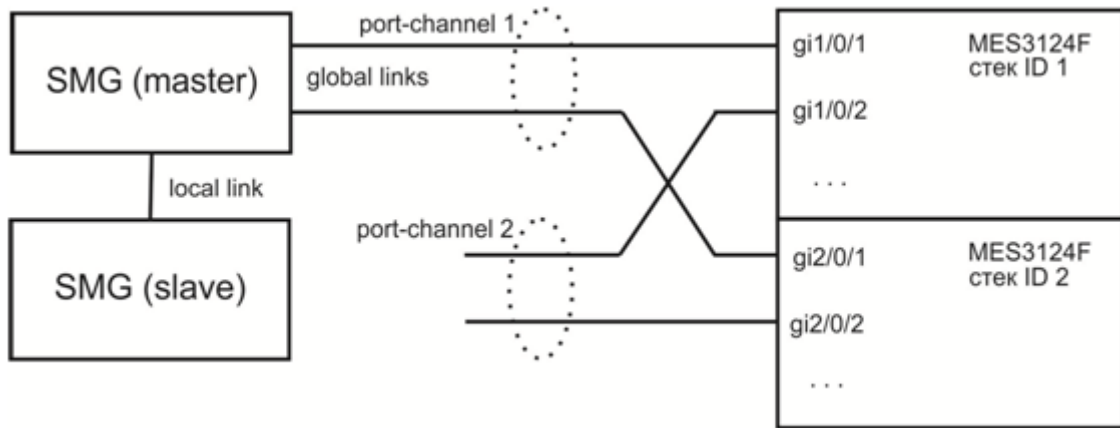 port-channel 1
SMG (master)
global links
local link
SMG (slave)
port-channel 2
gi1/0/1
MES3124F
стек ID 1
gi1/0/2
. . .
gi2/0/1
MES3124F
стек ID 2
gi2/0/2
. . .